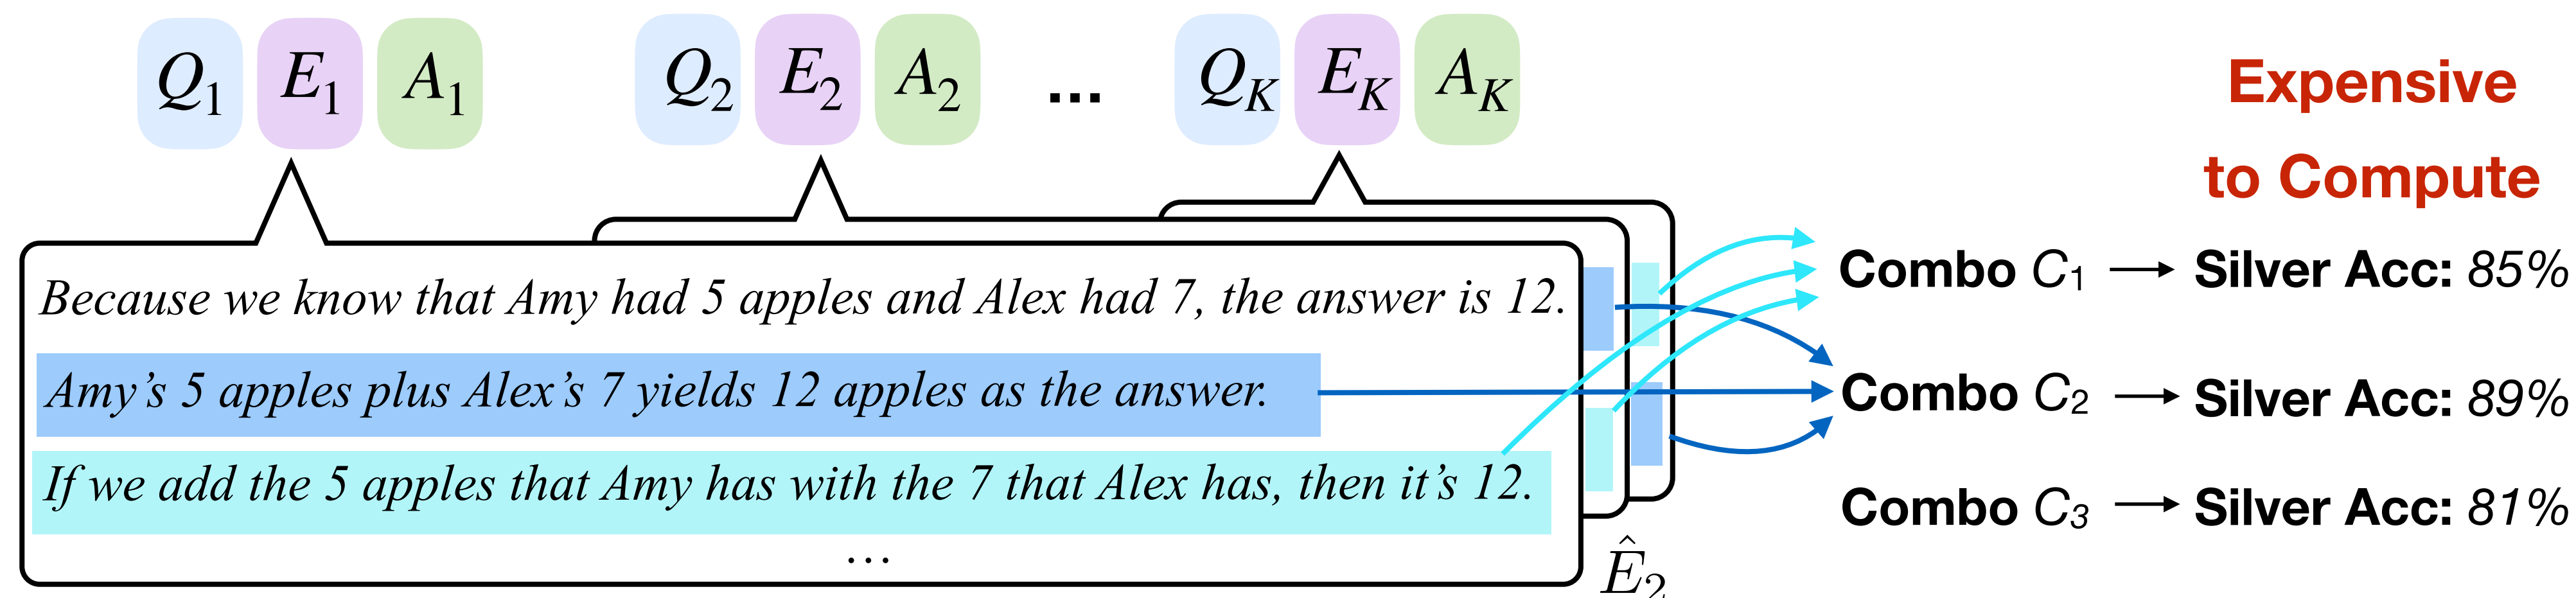 Q₁ E₁ A₁ Q₂ E₂ A₂ ... Q_K E_K A_K
Expensive
to Compute
Because we know that Amy had 5 apples and Alex had 7, the answer is 12.
Amy’s 5 apples plus Alex’s 7 yields 12 apples as the answer.
If we add the 5 apples that Amy has with the 7 that Alex has, then it’s 12.
...
Ê₂
Combo C₁ → Silver Acc: 85%
Combo C₂ → Silver Acc: 89%
Combo C₃ → Silver Acc: 81%